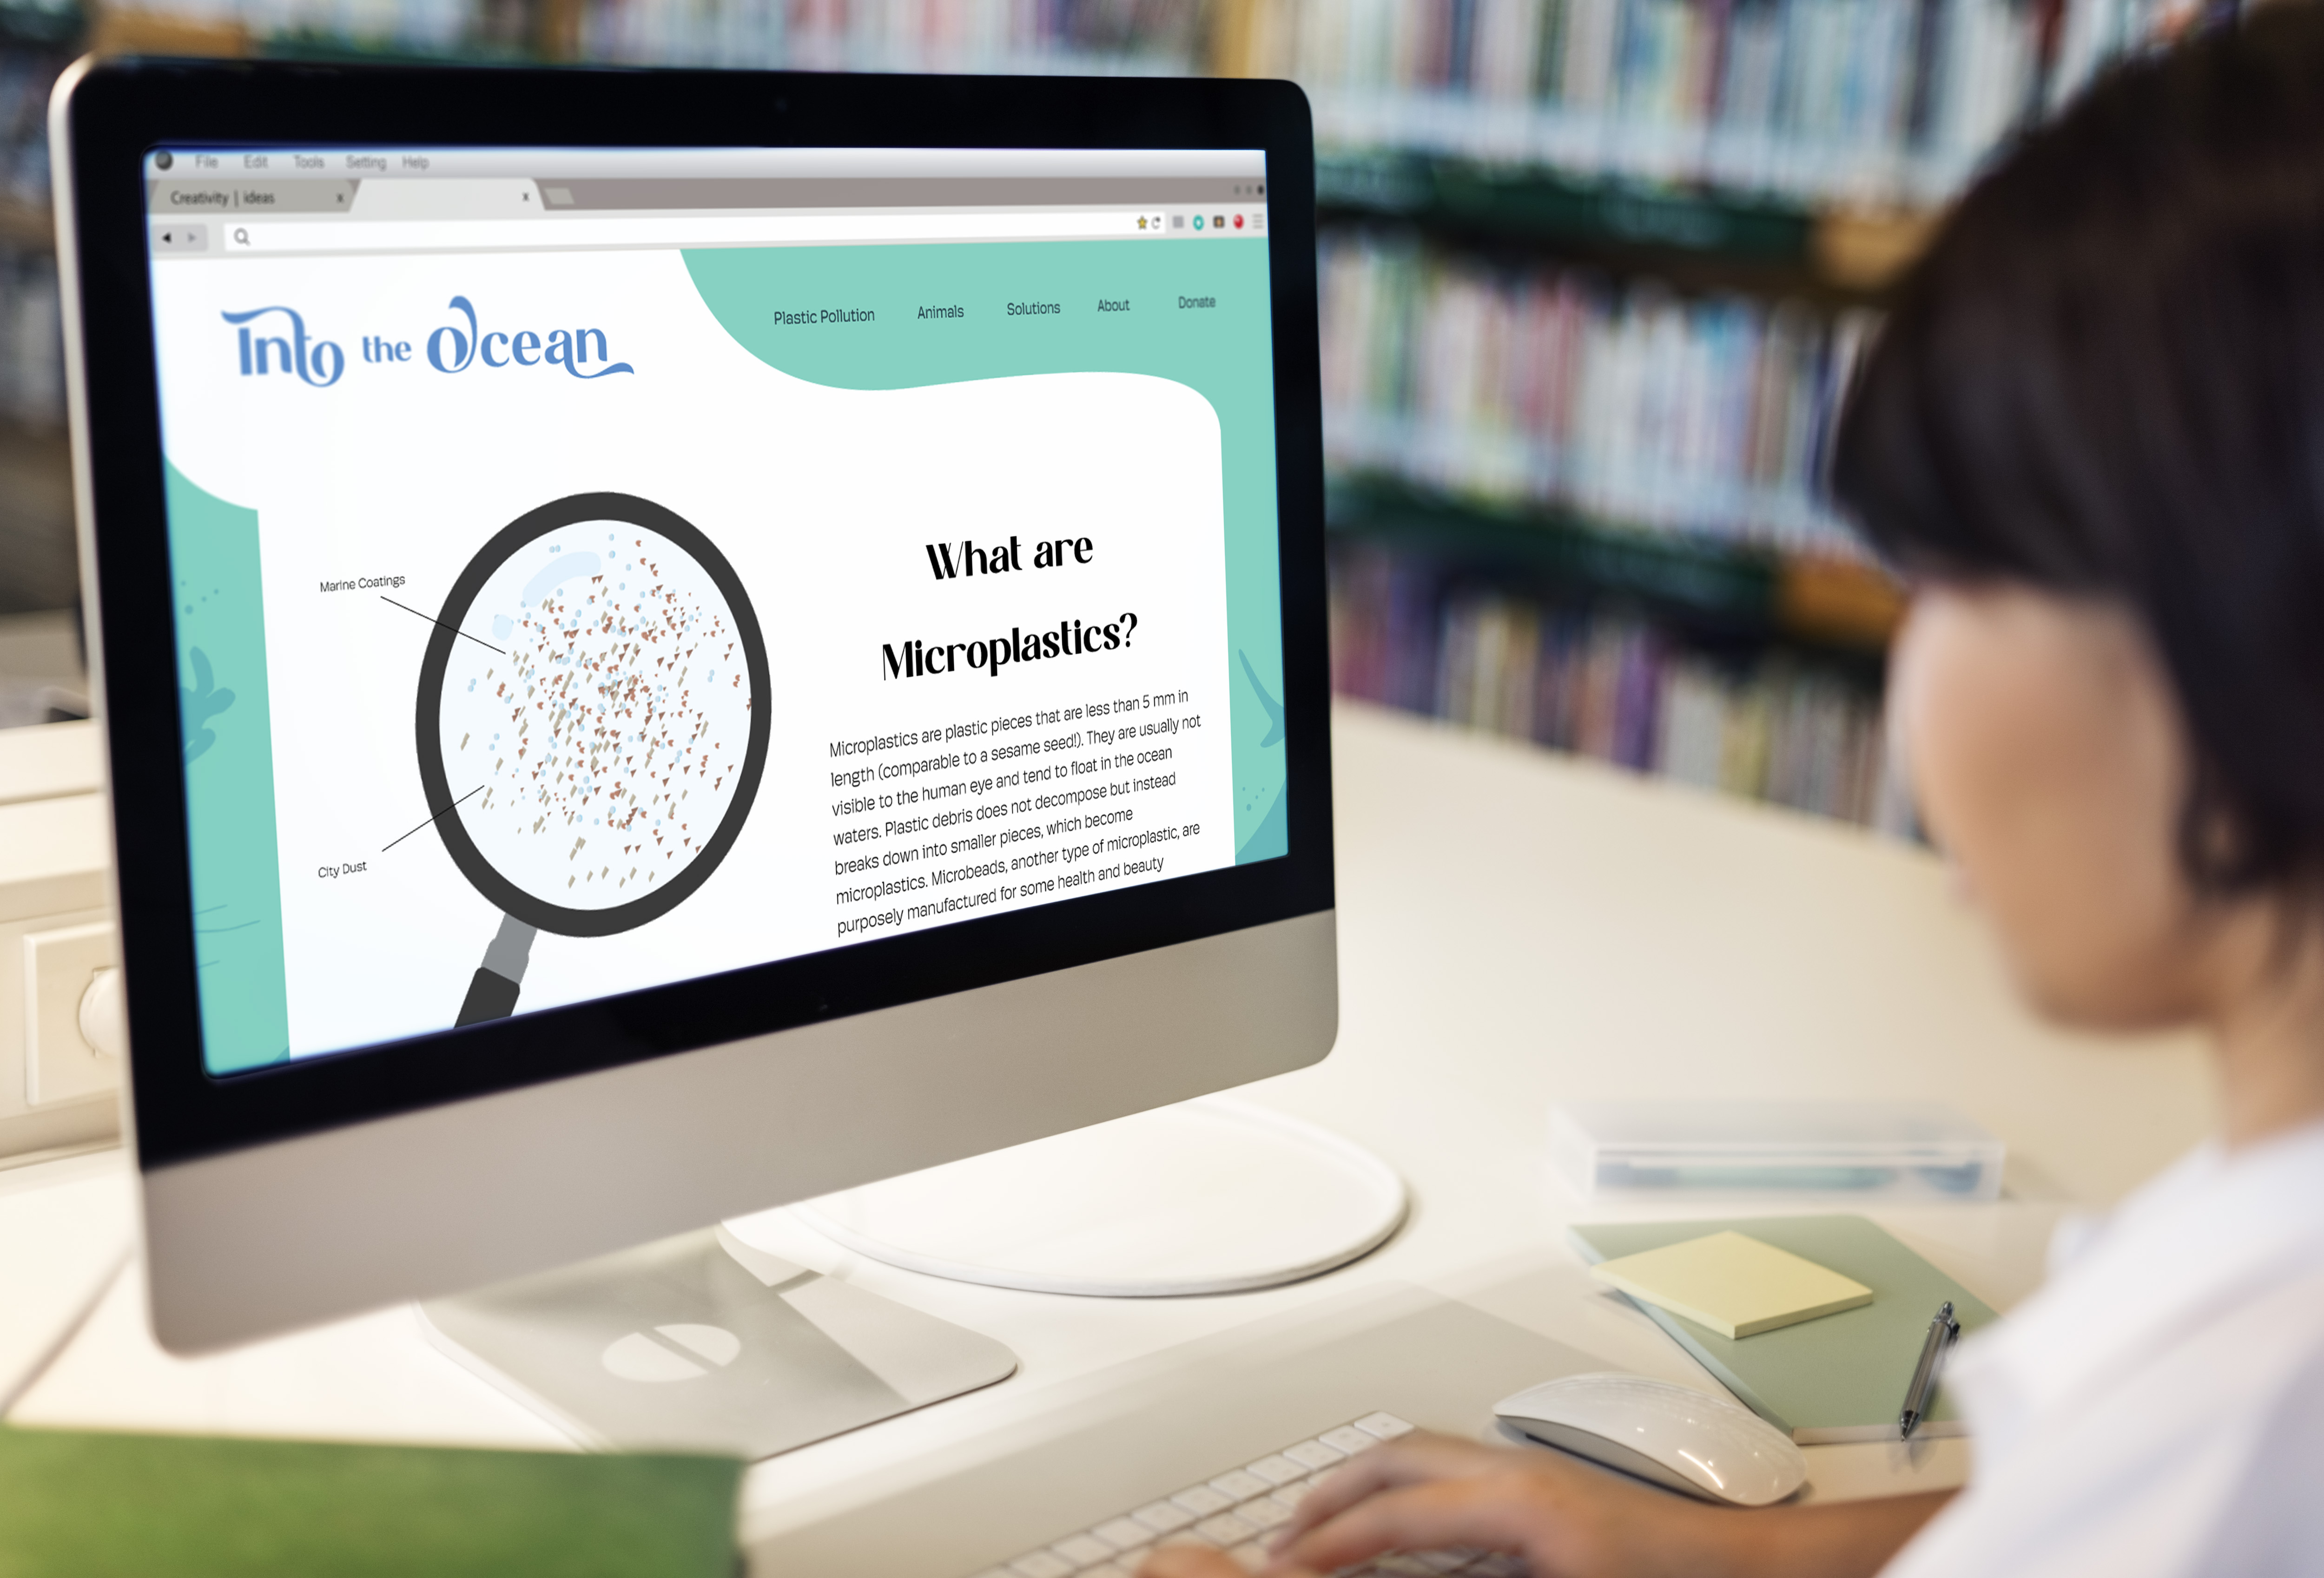 File Edit Tools Setting Help
Creativity | ideas x x
Into the Ocean
Plastic Pollution Animals Solutions About Donate
Marine Coatings
City Dust
What are
Microplastics?
Microplastics are plastic pieces that are less than 5 mm in
length (comparable to a sesame seed!). They are usually not
visible to the human eye and tend to float in the ocean
waters. Plastic debris does not decompose but instead
breaks down into smaller pieces, which become
microplastics. Microbeads, another type of microplastic, are
purposely manufactured for some health and beauty